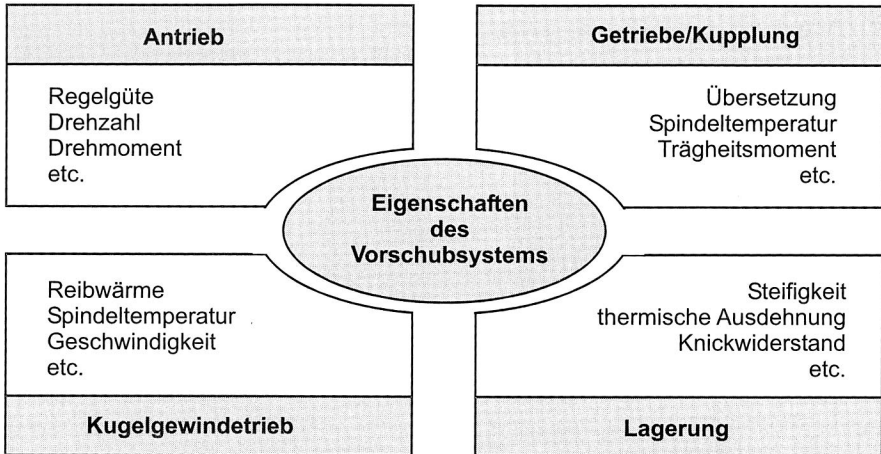 Antrieb
Regelgüte
Drehzahl
Drehmoment
etc.
Getriebe/Kupplung
Übersetzung
Spindeltemperatur
Trägheitsmoment
etc.
Eigenschaften
des
Vorschubsystems
Reibwärme
Spindeltemperatur
Geschwindigkeit
etc.
Kugelgewindetrieb
Steifigkeit
thermische Ausdehnung
Knickwiderstand
etc.
Lagerung